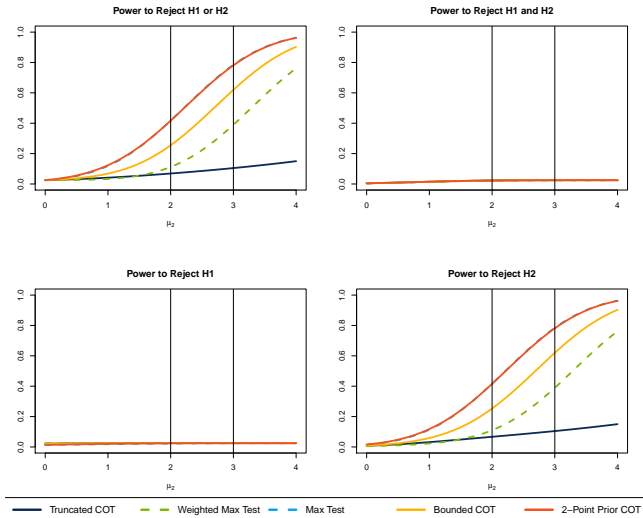 Power to Reject H1 or H2
Power to Reject H1 and H2
1.0
0.8
0.6
0.4
0.2
0.0
0 1 2 3 4
μ2
1.0
0.8
0.6
0.4
0.2
0.0
0 1 2 3 4
μ2
Power to Reject H1
Power to Reject H2
1.0
0.8
0.6
0.4
0.2
0.0
0 1 2 3 4
μ2
1.0
0.8
0.6
0.4
0.2
0.0
0 1 2 3 4
μ2
Truncated COT Weighted Max Test Max Test Bounded COT 2−Point Prior COT